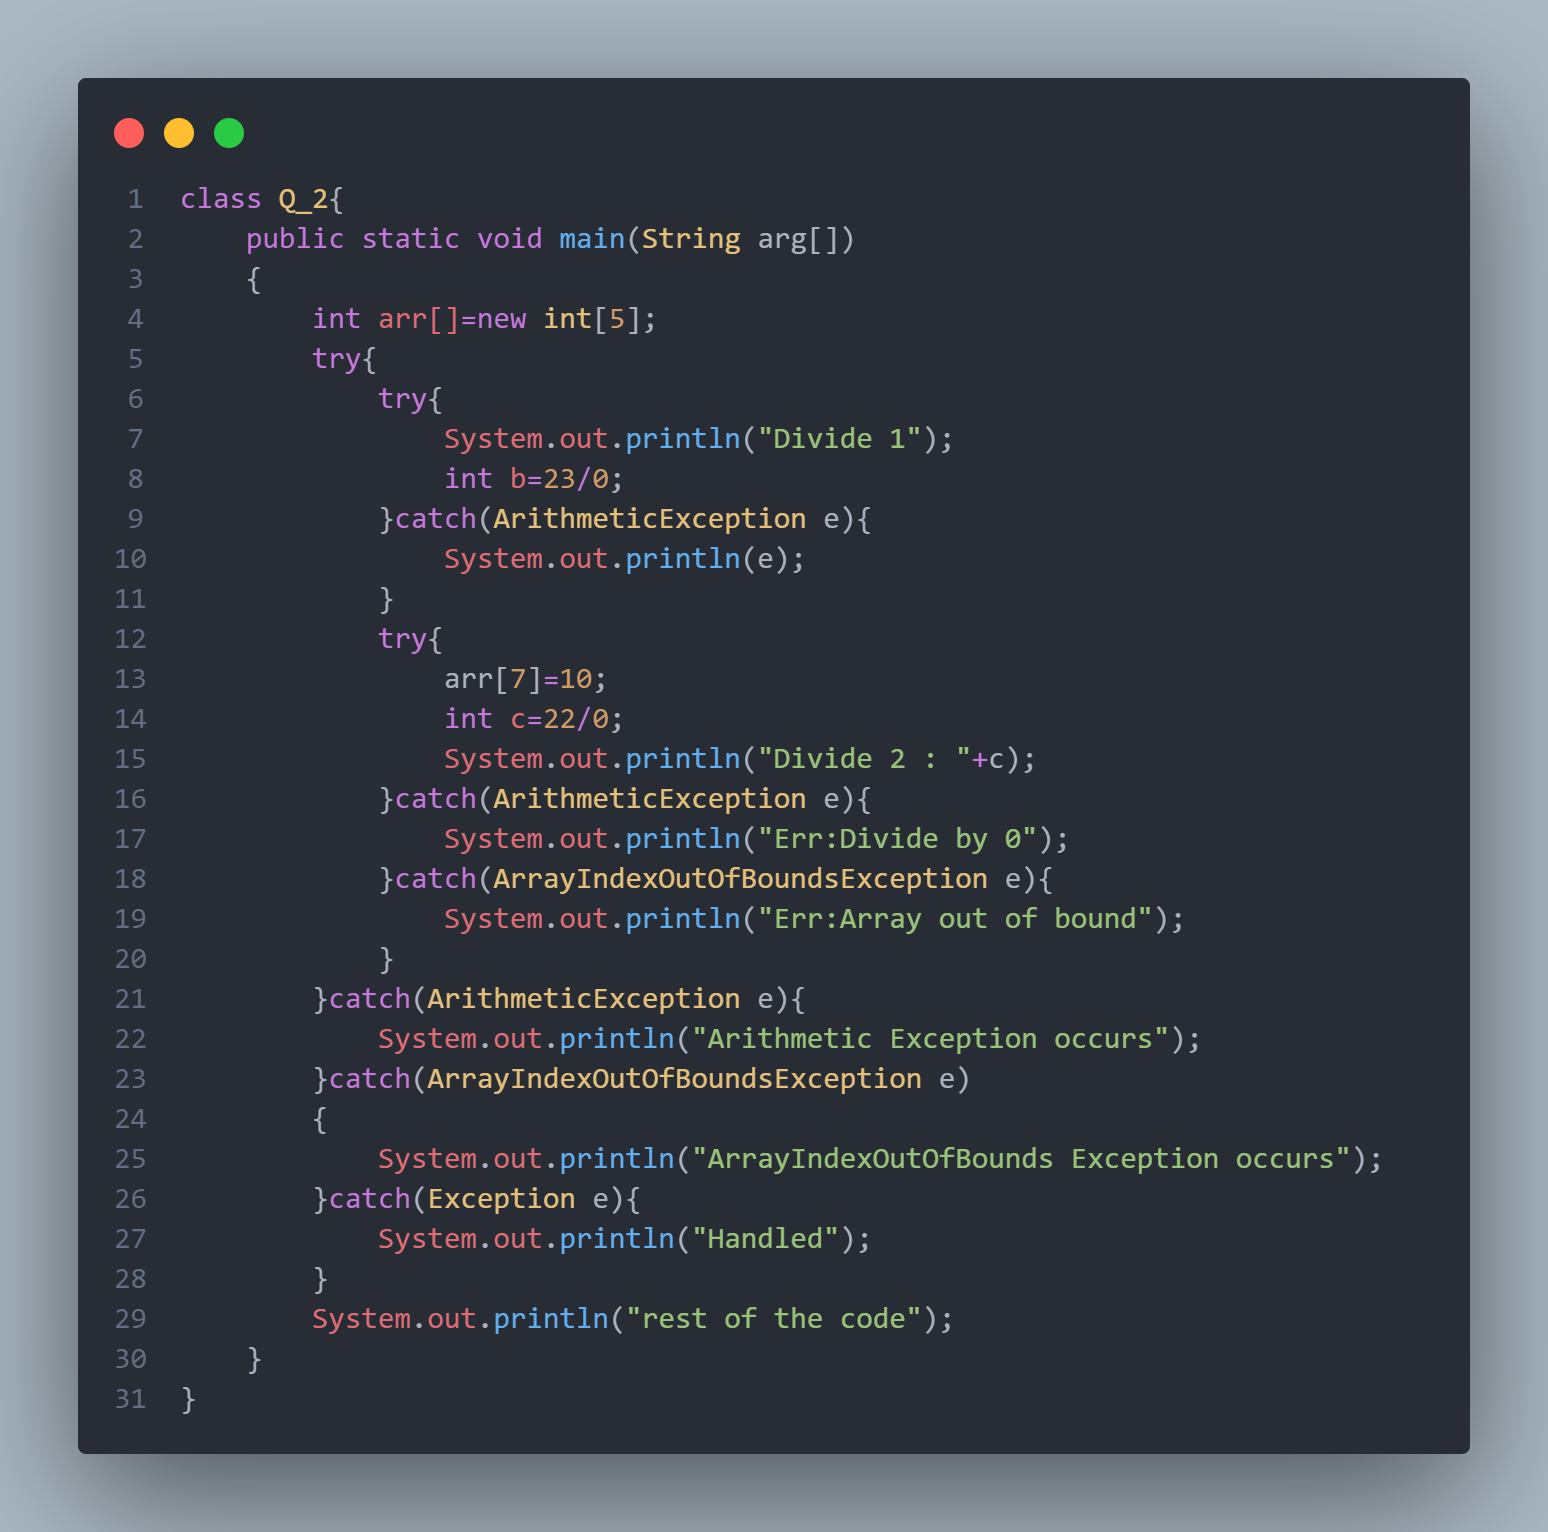 1 class Q_2{
2     public static void main(String arg[])
3     {
4         int arr[]=new int[5];
5         try{
6             try{
7                 System.out.println("Divide 1");
8                 int b=23/0;
9             }catch(ArithmeticException e){
10                 System.out.println(e);
11             }
12             try{
13                 arr[7]=10;
14                 int c=22/0;
15                 System.out.println("Divide 2 : "+c);
16             }catch(ArithmeticException e){
17                 System.out.println("Err:Divide by 0");
18             }catch(ArrayIndexOutOfBoundsException e){
19                 System.out.println("Err:Array out of bound");
20             }
21         }catch(ArithmeticException e){
22             System.out.println("Arithmetic Exception occurs");
23         }catch(ArrayIndexOutOfBoundsException e)
24         {
25             System.out.println("ArrayIndexOutOfBounds Exception occurs");
26         }catch(Exception e){
27             System.out.println("Handled");
28         }
29         System.out.println("rest of the code");
30     }
31 }